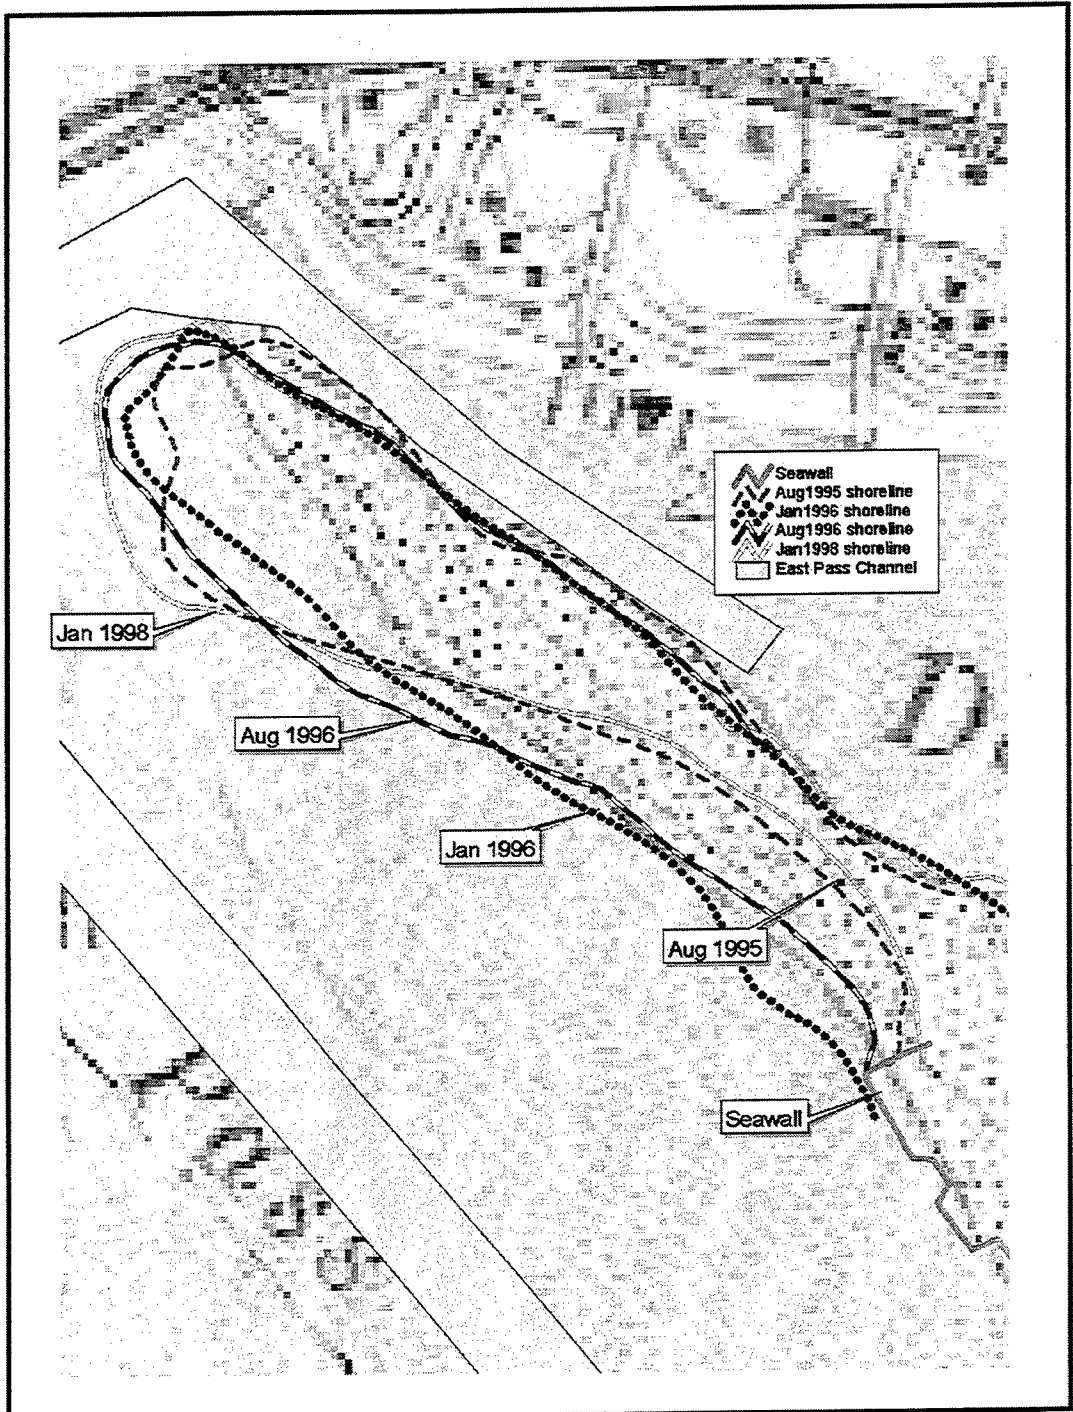 Seawall
Aug1995 shoreline
Jan1996 shoreline
Aug1996 shoreline
Jan1998 shoreline
East Pass Channel
Jan 1998
Aug 1996
Jan 1996
Aug 1995
Seawall